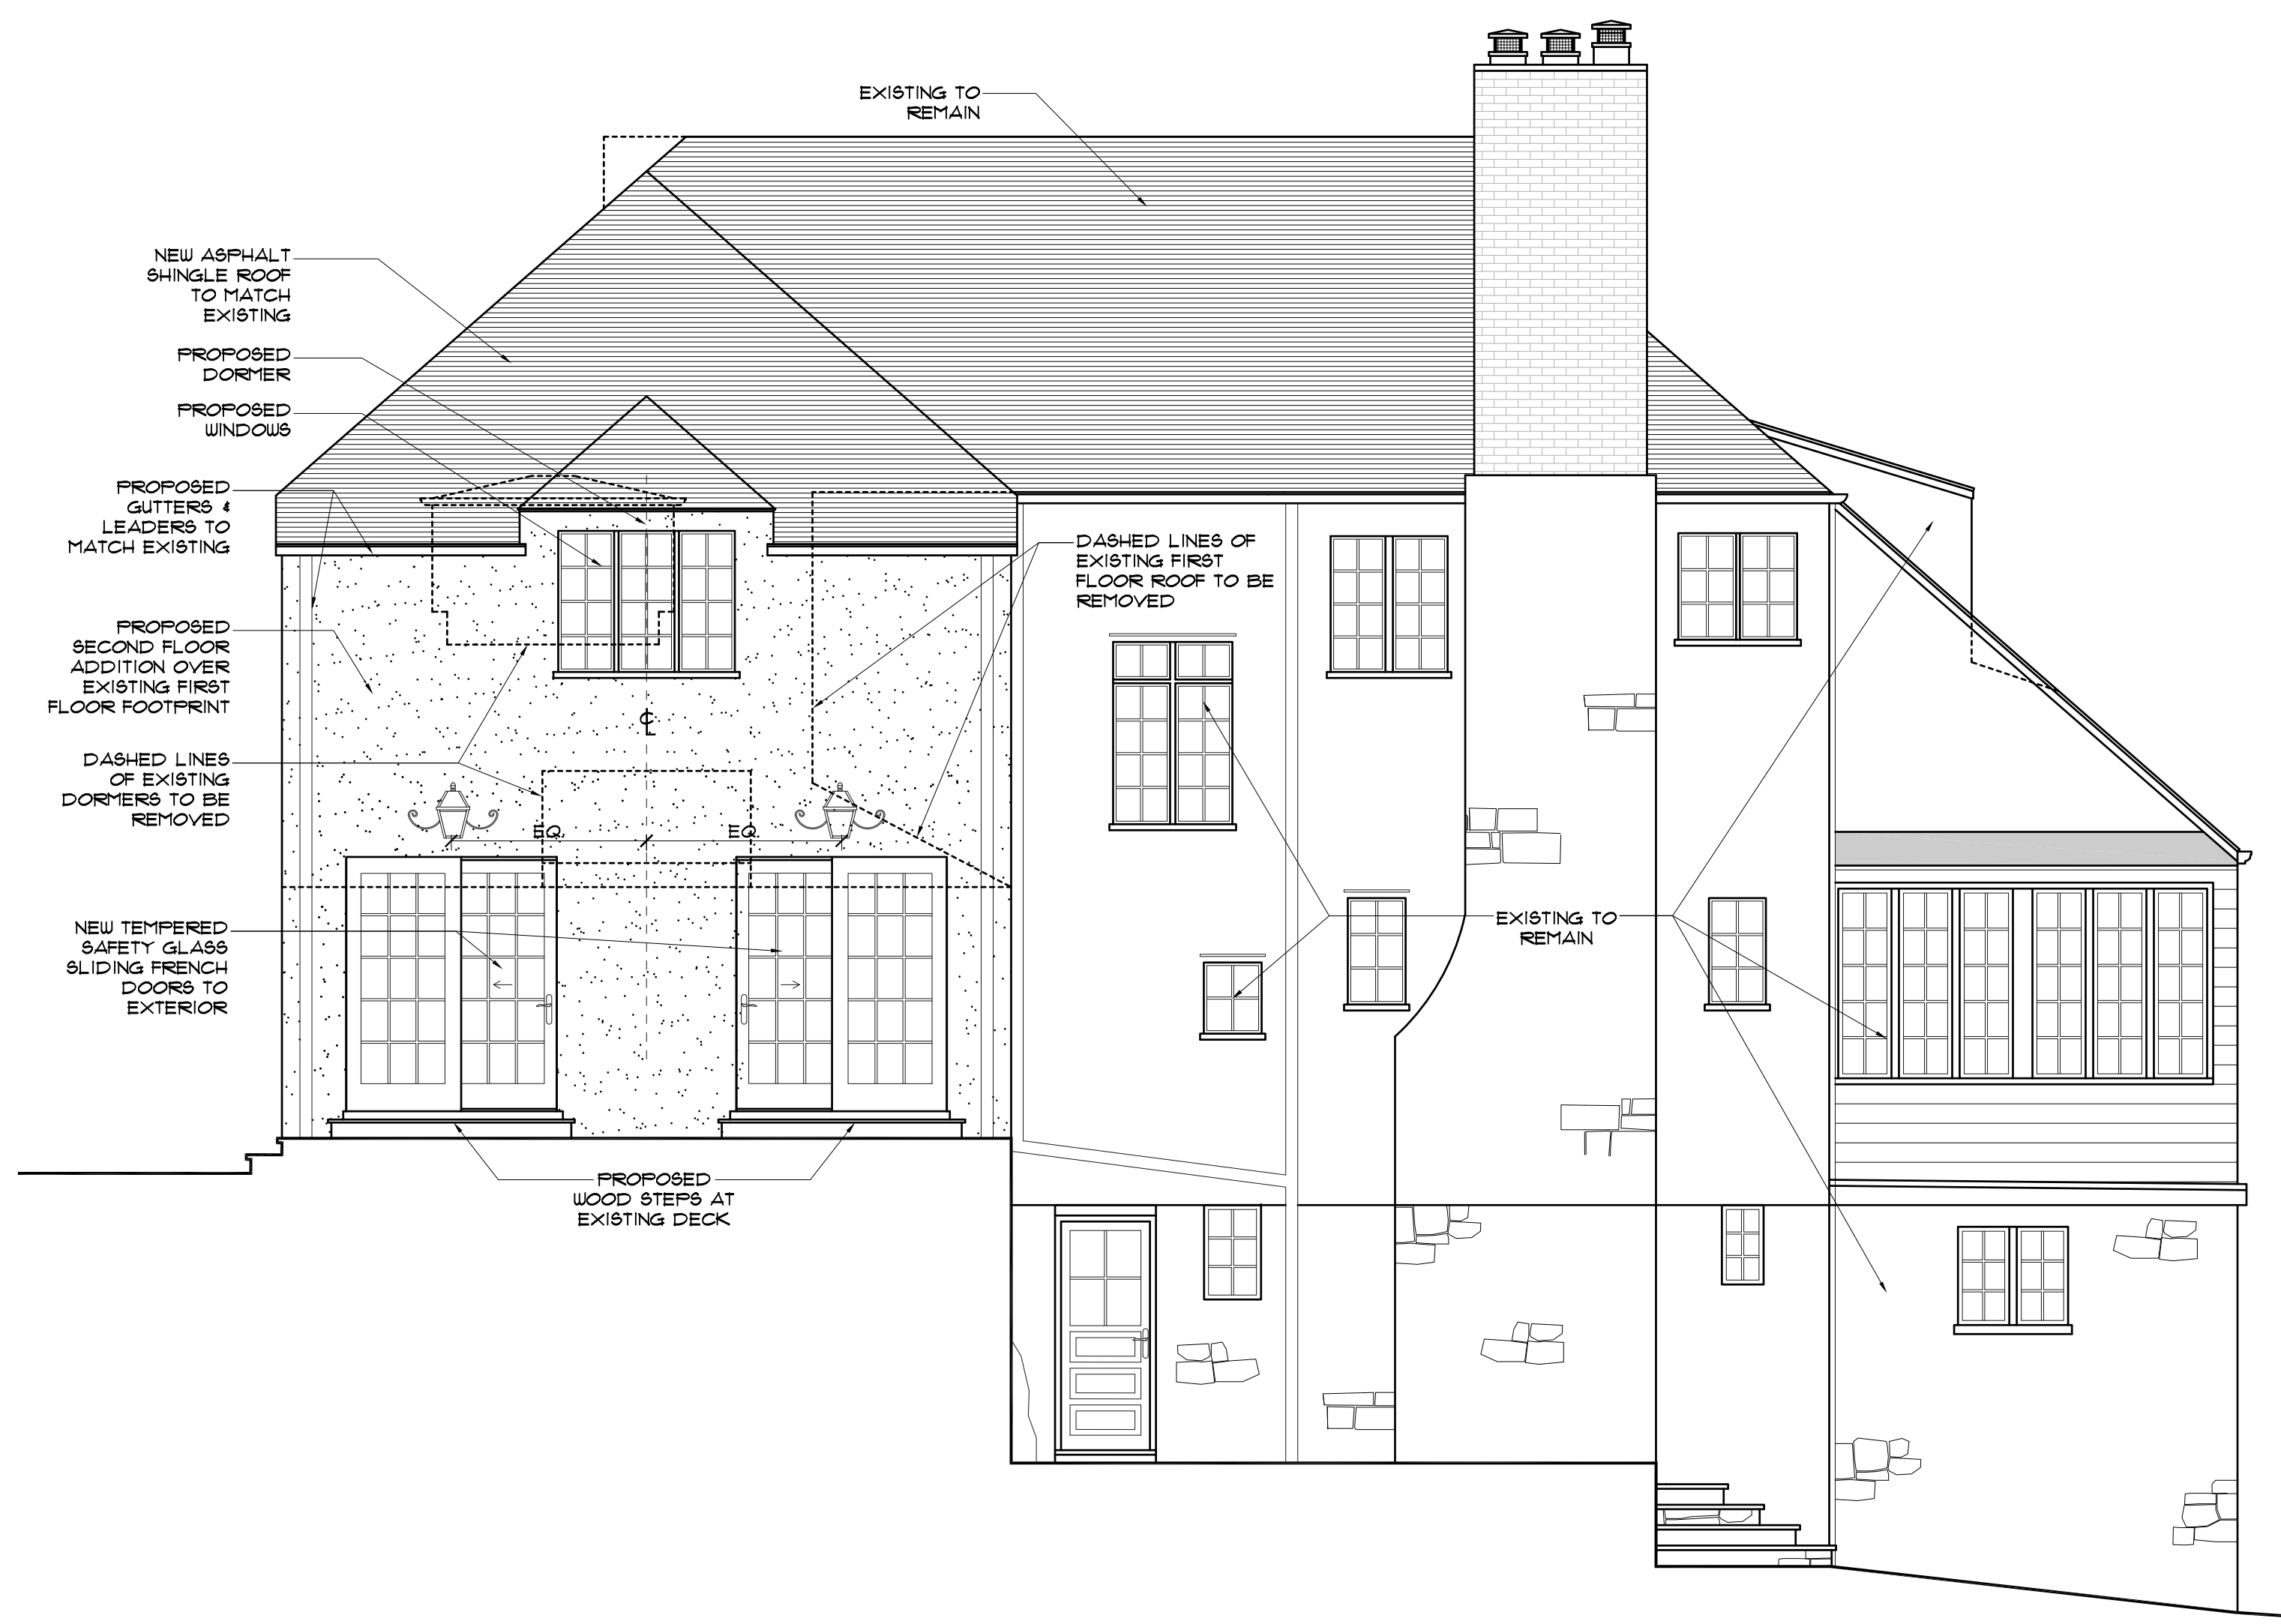 EXISTING TO
REMAIN
NEW ASPHALT
SHINGLE ROOF
TO MATCH
EXISTING
PROPOSED
DORMER
PROPOSED
WINDOWS
PROPOSED
GUTTERS &
LEADERS TO
MATCH EXISTING
DASHED LINES OF
EXISTING FIRST
FLOOR ROOF TO BE
REMOVED
PROPOSED
SECOND FLOOR
ADDITION OVER
EXISTING FIRST
FLOOR FOOTPRINT
℄
DASHED LINES
OF EXISTING
DORMERS TO BE
REMOVED
EQ. EQ.
EXISTING TO
REMAIN
NEW TEMPERED
SAFETY GLASS
SLIDING FRENCH
DOORS TO
EXTERIOR
PROPOSED
WOOD STEPS AT
EXISTING DECK